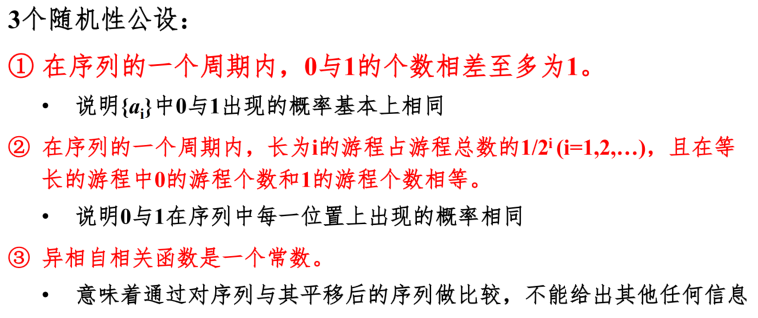 3个随机性公设：
① 在序列的一个周期内，0与1的个数相差至多为1。
• 说明{aᵢ}中0与1出现的概率基本上相同
② 在序列的一个周期内，长为i的游程占游程总数的1/2ⁱ (i=1,2,…)，且在等
长的游程中0的游程个数和1的游程个数相等。
• 说明0与1在序列中每一位置上出现的概率相同
③ 异相自相关函数是一个常数。
• 意味着通过对序列与其平移后的序列做比较，不能给出其他任何信息